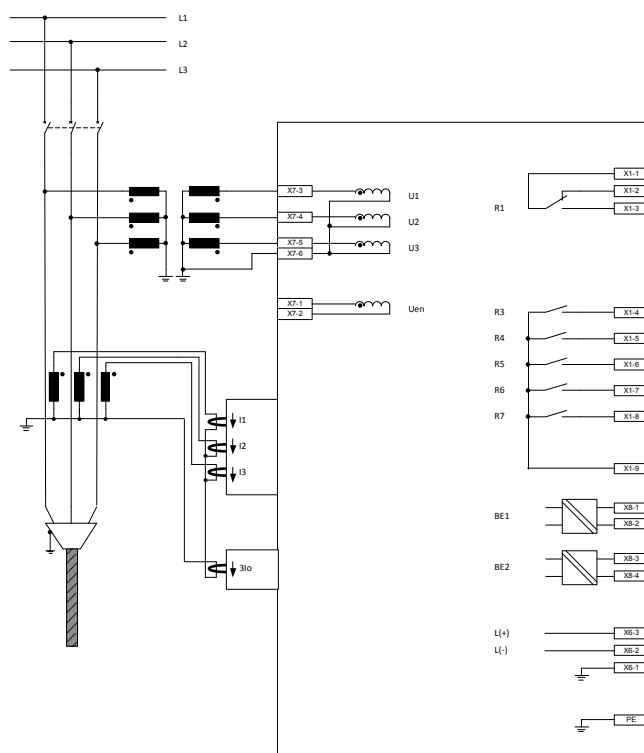 L1
L2
L3
X7-3
U1
X7-4
U2
X7-5
U3
X7-6
X7-1
X7-2
Uen
I1
I2
I3
3Io
X1-1
X1-2
R1
X1-3
R3
X1-4
R4
X1-5
R5
X1-6
R6
X1-7
R7
X1-8
X1-9
BE1
X8-1
X8-2
BE2
X8-3
X8-4
L(+)
X6-3
L(-)
X6-2
X6-1
PE